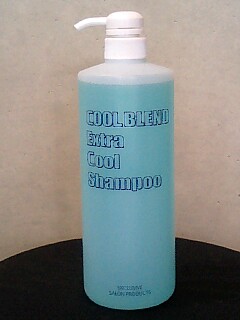 COOLBLEND
Extra
Cool
Shampoo
EXCLUSIVE
SALON PRODUCTS